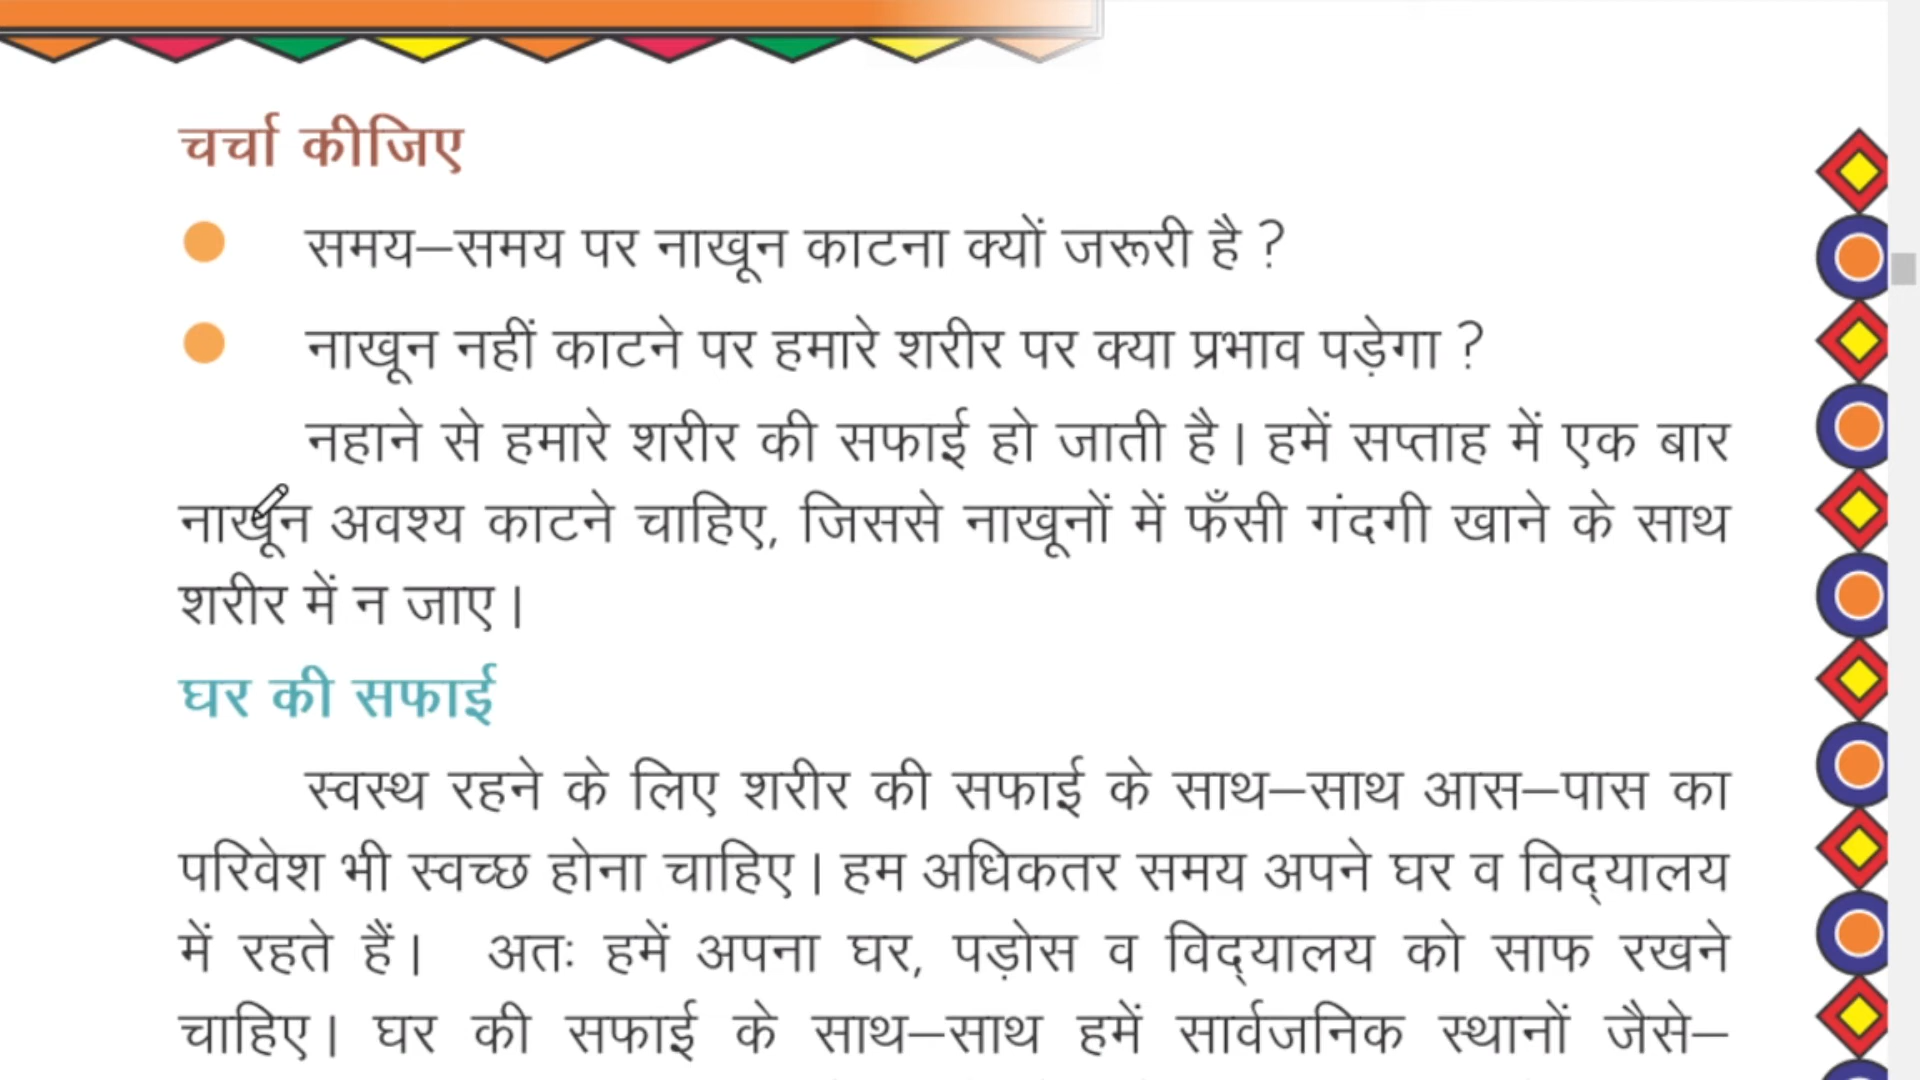 चर्चा कीजिए
समय–समय पर नाखून काटना क्यों जरूरी है ?
नाखून नहीं काटने पर हमारे शरीर पर क्या प्रभाव पड़ेगा ?
नहाने से हमारे शरीर की सफाई हो जाती है। हमें सप्ताह में एक बार
नाखून अवश्य काटने चाहिए, जिससे नाखूनों में फँसी गंदगी खाने के साथ
शरीर में न जाए।
घर की सफाई
स्वस्थ रहने के लिए शरीर की सफाई के साथ–साथ आस–पास का
परिवेश भी स्वच्छ होना चाहिए। हम अधिकतर समय अपने घर व विद्‌यालय
में रहते हैं। अतः हमें अपना घर, पड़ोस व विद्‌यालय को साफ रखने
चाहिए। घर की सफाई के साथ–साथ हमें सार्वजनिक स्थानों जैसे–